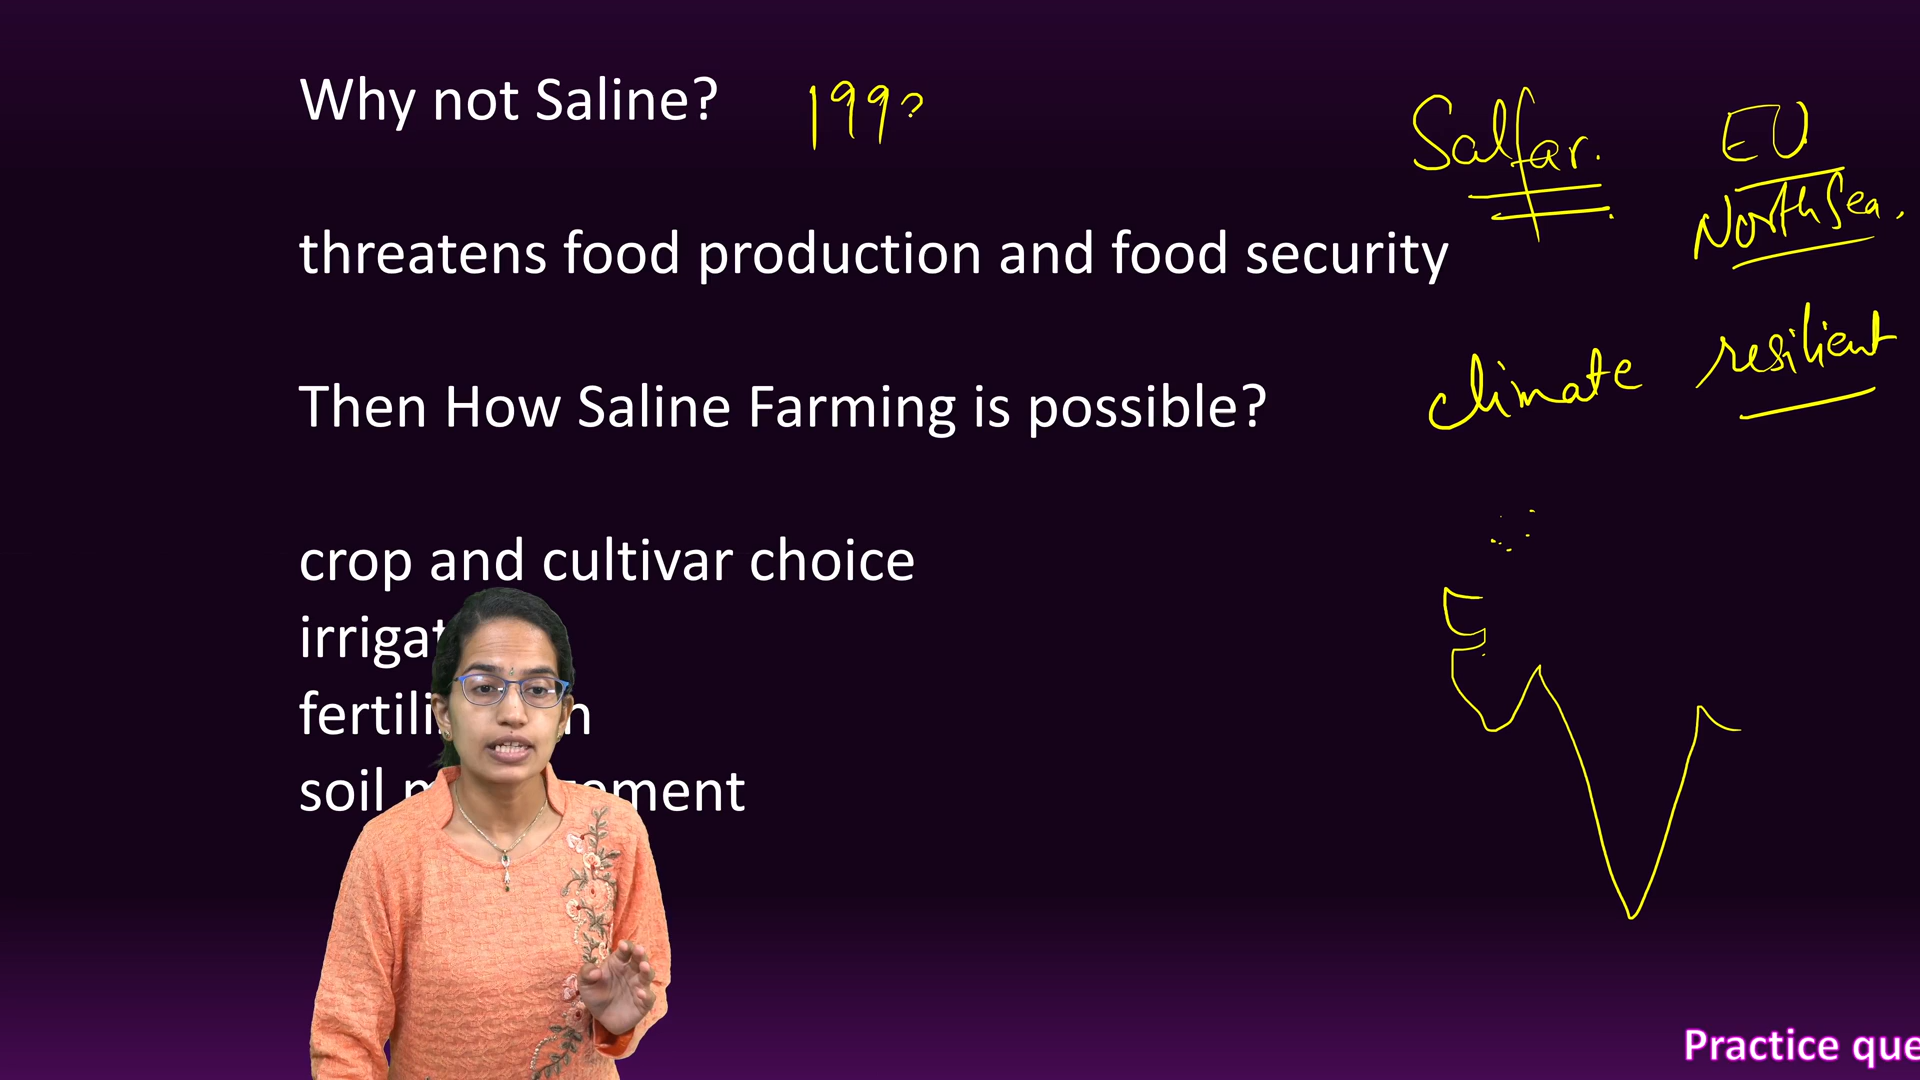 Why not Saline? 199?
Salfar. EU
North Sea.
threatens food production and food security
climate resilient
Then How Saline Farming is possible?
crop and cultivar choice
irrigat
fertili n
soil m ement
Practice que